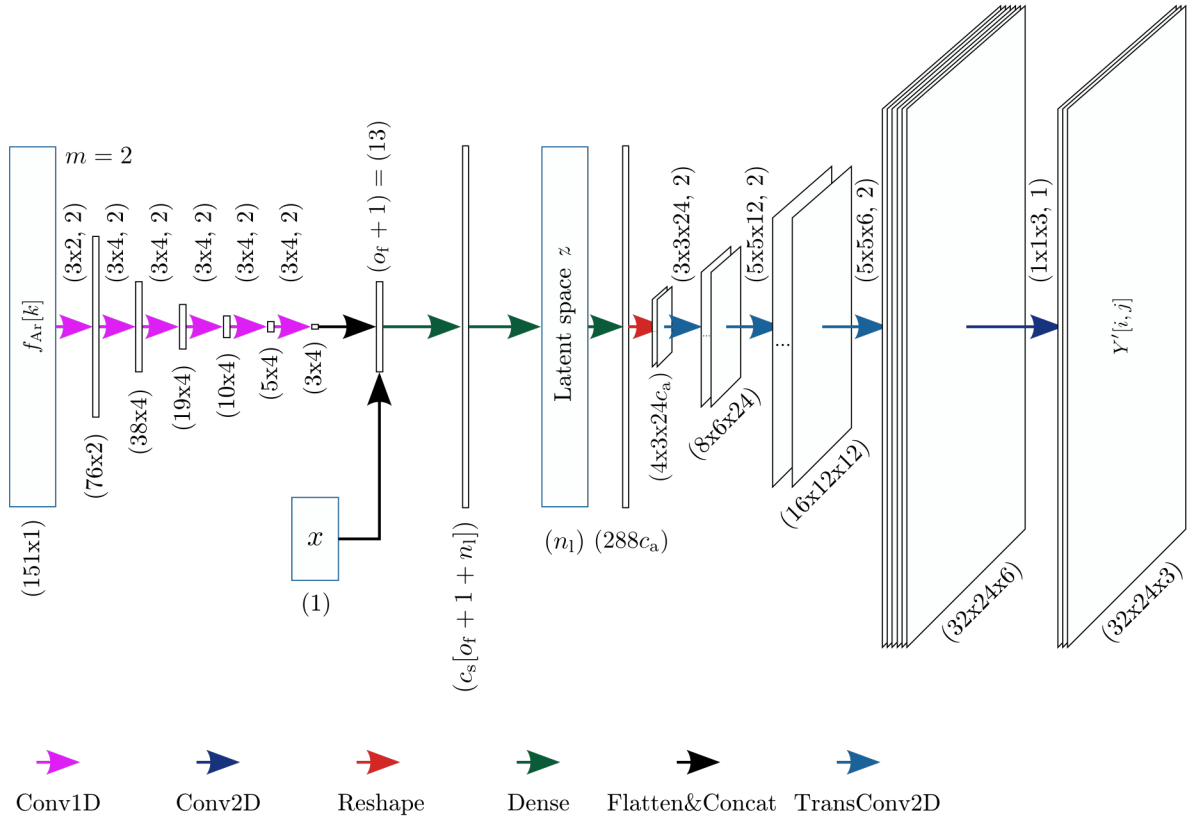 m = 2
f_Ar[k]
(151x1)
(3x2, 2)
(3x4, 2)
(3x4, 2)
(3x4, 2)
(3x4, 2)
(3x4, 2)
(76x2)
(38x4)
(19x4)
(10x4)
(5x4)
(3x4)
(o_f + 1) = (13)
x
(1)
(c_s[o_f + 1 + n_l])
Latent space z
(n_l)
(288c_a)
(4x3x24c_a)
(3x3x24, 2)
(8x6x24)
(5x5x12, 2)
...
(16x12x12)
(5x5x6, 2)
(32x24x6)
(1x1x3, 1)
Y′[i, j]
(32x24x3)
Conv1D
Conv2D
Reshape
Dense
Flatten&Concat
TransConv2D